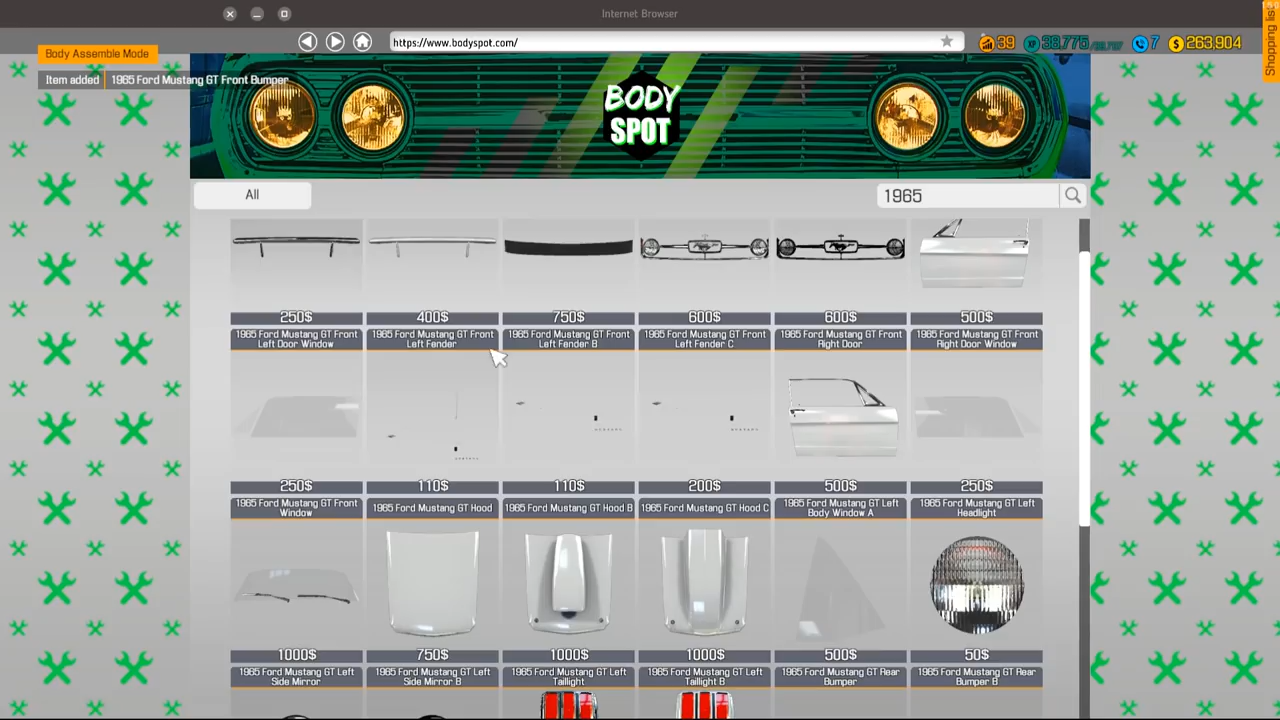 Internet Browser
Shopping list
https://www.bodyspot.com/
39
7
263,904
Body Assemble Mode
Item added
1965 Ford Mustang GT Front Bumper
BODY
SPOT
All
1965
250$
400$
750$
600$
600$
500$
1965 Ford Mustang GT Front
Left Door Window
1965 Ford Mustang GT Front
Left Fender
1965 Ford Mustang GT Front
Left Fender B
1965 Ford Mustang GT Front
Left Fender C
1965 Ford Mustang GT Front
Right Door
1965 Ford Mustang GT Front
Right Door Window
250$
110$
110$
200$
500$
250$
1965 Ford Mustang GT Front
Window
1965 Ford Mustang GT Hood
1965 Ford Mustang GT Hood B
1965 Ford Mustang GT Hood C
1965 Ford Mustang GT Left
Body Window A
1965 Ford Mustang GT Left
Headlight
1000$
750$
1000$
1000$
500$
50$
1965 Ford Mustang GT Left
Side Mirror
1965 Ford Mustang GT Left
Side Mirror B
1965 Ford Mustang GT Left
Taillight
1965 Ford Mustang GT Left
Taillight B
1965 Ford Mustang GT Rear
Bumper
1965 Ford Mustang GT Rear
Bumper B